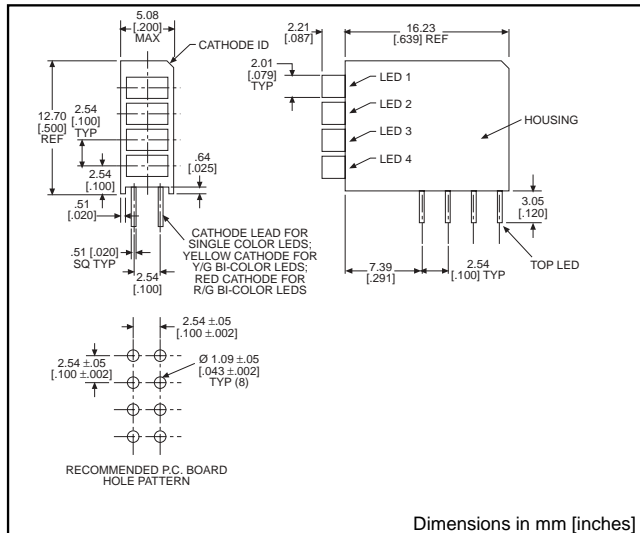 5.08
[.200]
MAX
CATHODE ID
12.70
[.500]
REF
2.54
[.100]
TYP
2.54
[.100]
.64
[.025]
.51
[.020]
.51 [.020]
SQ TYP
2.54
[.100]
CATHODE LEAD FOR
SINGLE COLOR LEDS;
YELLOW CATHODE FOR
Y/G BI-COLOR LEDS;
RED CATHODE FOR
R/G BI-COLOR LEDS
2.21
[.087]
16.23
[.639] REF
2.01
[.079]
TYP
LED 1
LED 2
LED 3
LED 4
HOUSING
3.05
[.120]
7.39
[.291]
2.54
[.100] TYP
TOP LED
2.54 ±.05
[.100 ±.002]
2.54 ±.05
[.100 ±.002]
Ø 1.09 ±.05
[.043 ±.002]
TYP (8)
RECOMMENDED P.C. BOARD
HOLE PATTERN
Dimensions in mm [inches]